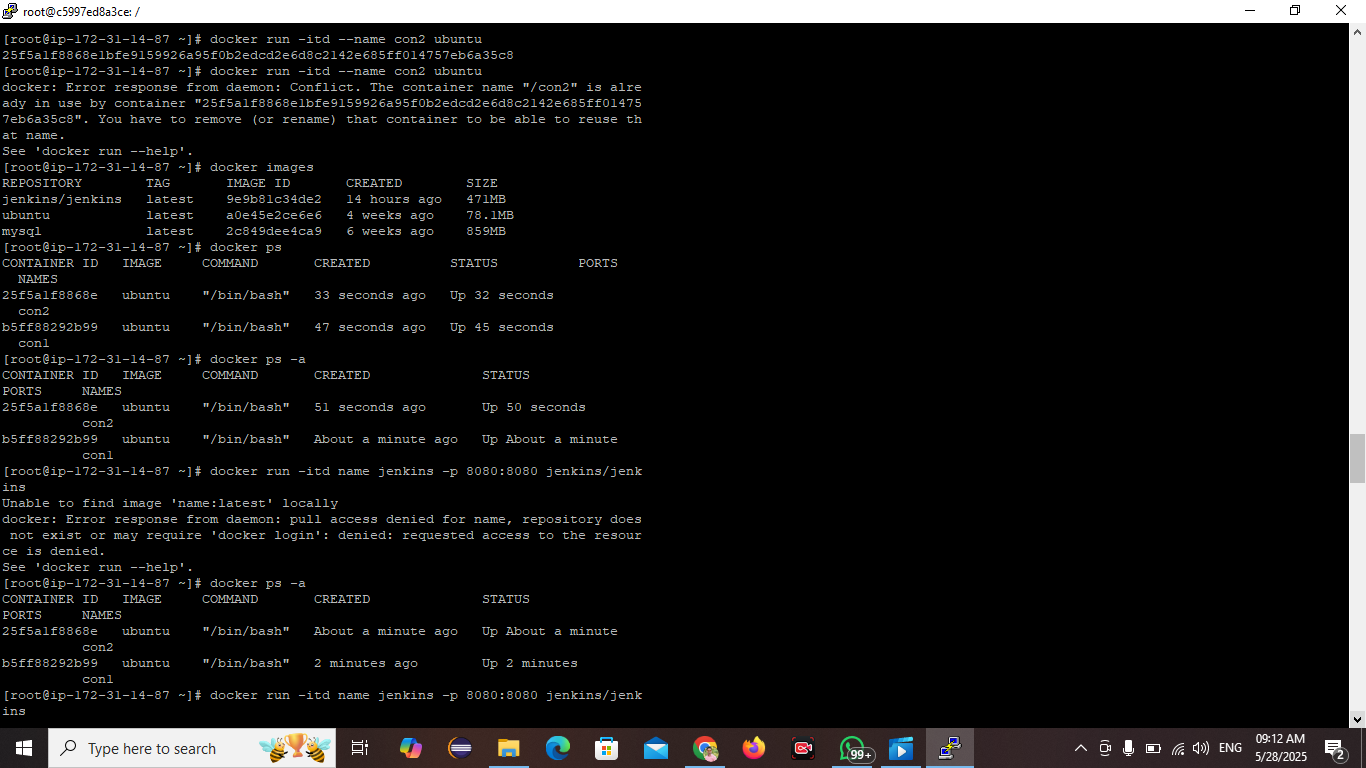 root@c5997ed8a3ce: /
[root@ip-172-31-14-87 ~]# docker run -itd --name con2 ubuntu
25f5a1f8868e1bfe9159926a95f0b2edcd2e6d8c2142e685ff014757eb6a35c8
[root@ip-172-31-14-87 ~]# docker run -itd --name con2 ubuntu
docker: Error response from daemon: Conflict. The container name "/con2" is alre
ady in use by container "25f5a1f8868e1bfe9159926a95f0b2edcd2e6d8c2142e685ff01475
7eb6a35c8". You have to remove (or rename) that container to be able to reuse th
at name.
See 'docker run --help'.
[root@ip-172-31-14-87 ~]# docker images
REPOSITORY        TAG       IMAGE ID       CREATED        SIZE
jenkins/jenkins   latest    9e9b81c34de2   14 hours ago   471MB
ubuntu            latest    a0e45e2ce6e6   4 weeks ago    78.1MB
mysql             latest    2c849dee4ca9   6 weeks ago    859MB
[root@ip-172-31-14-87 ~]# docker ps
CONTAINER ID   IMAGE     COMMAND       CREATED          STATUS          PORTS
  NAMES
25f5a1f8868e   ubuntu    "/bin/bash"   33 seconds ago   Up 32 seconds
  con2
b5ff88292b99   ubuntu    "/bin/bash"   47 seconds ago   Up 45 seconds
  con1
[root@ip-172-31-14-87 ~]# docker ps -a
CONTAINER ID   IMAGE     COMMAND       CREATED              STATUS
PORTS     NAMES
25f5a1f8868e   ubuntu    "/bin/bash"   51 seconds ago       Up 50 seconds
          con2
b5ff88292b99   ubuntu    "/bin/bash"   About a minute ago   Up About a minute
          con1
[root@ip-172-31-14-87 ~]# docker run -itd name jenkins -p 8080:8080 jenkins/jenk
ins
Unable to find image 'name:latest' locally
docker: Error response from daemon: pull access denied for name, repository does
 not exist or may require 'docker login': denied: requested access to the resour
ce is denied.
See 'docker run --help'.
[root@ip-172-31-14-87 ~]# docker ps -a
CONTAINER ID   IMAGE     COMMAND       CREATED              STATUS
PORTS     NAMES
25f5a1f8868e   ubuntu    "/bin/bash"   About a minute ago   Up About a minute
          con2
b5ff88292b99   ubuntu    "/bin/bash"   2 minutes ago        Up 2 minutes
          con1
[root@ip-172-31-14-87 ~]# docker run -itd name jenkins -p 8080:8080 jenkins/jenk
ins
Type here to search
99+
ENG
09:12 AM
5/28/2025
2